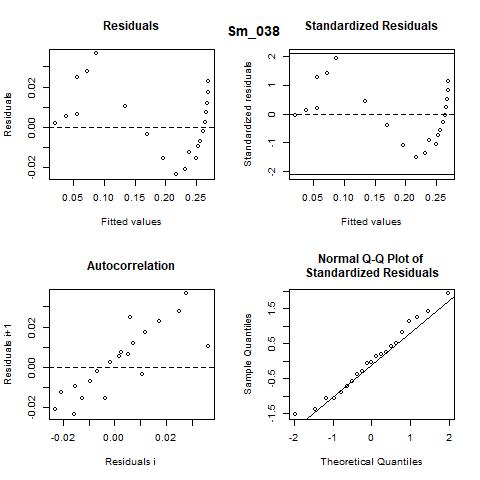 Sm_038
Residuals
Residuals
-0.02 0.00 0.02
0.05 0.10 0.15 0.20 0.25
Fitted values
Standardized Residuals
Standardized residuals
-2 -1 0 1 2
0.05 0.10 0.15 0.20 0.25
Fitted values
Autocorrelation
Residuals i+1
-0.02 0.00 0.02
-0.02 0.00 0.02
Residuals i
Normal Q-Q Plot of
Standardized Residuals
Sample Quantiles
-1.5 -0.5 0.5 1.5
-2 -1 0 1 2
Theoretical Quantiles